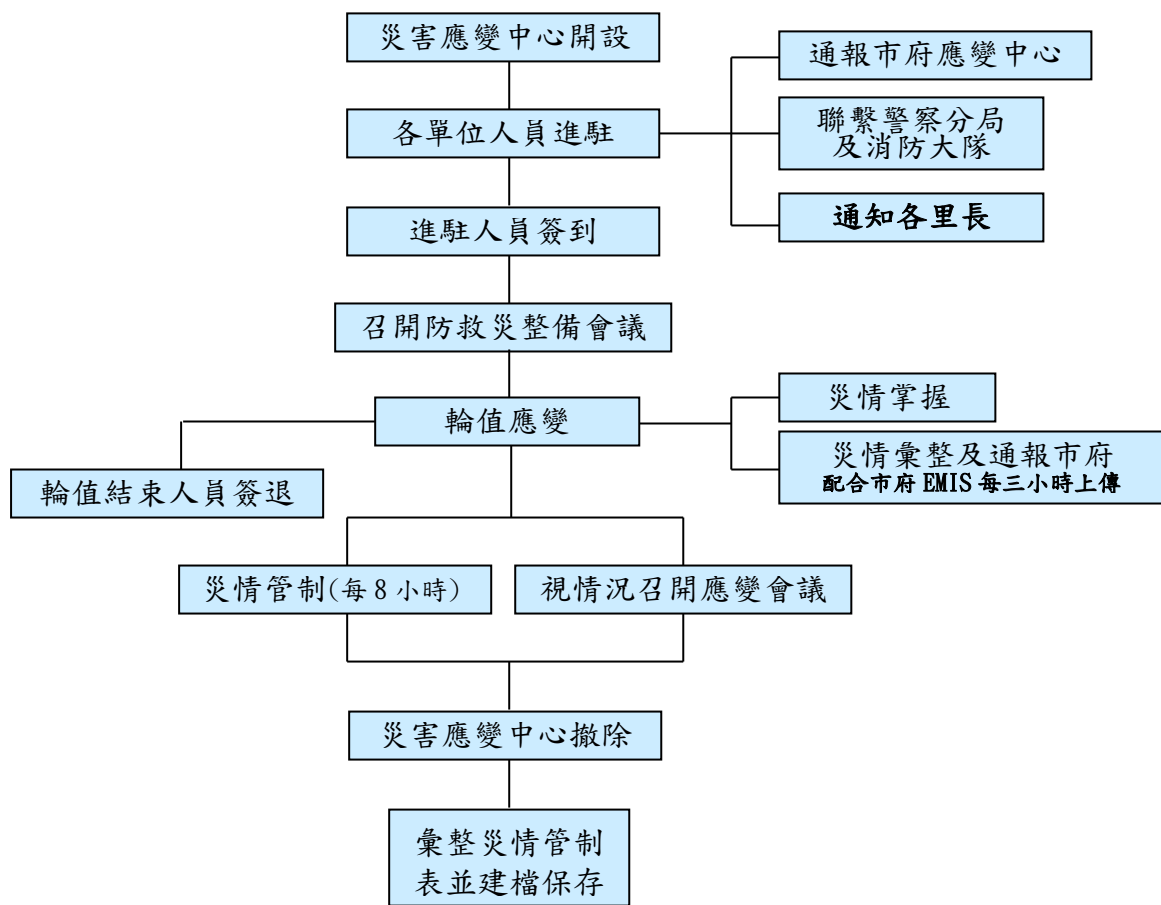 災害應變中心開設
通報市府應變中心
各單位人員進駐
聯繫警察分局
及消防大隊
通知各里長
進駐人員簽到
召開防救災整備會議
輪值應變
災情掌握
災情彙整及通報市府
配合市府 EMIS 每三小時上傳
輪值結束人員簽退
災情管制(每 8 小時)
視情況召開應變會議
災害應變中心撤除
彙整災情管制
表並建檔保存